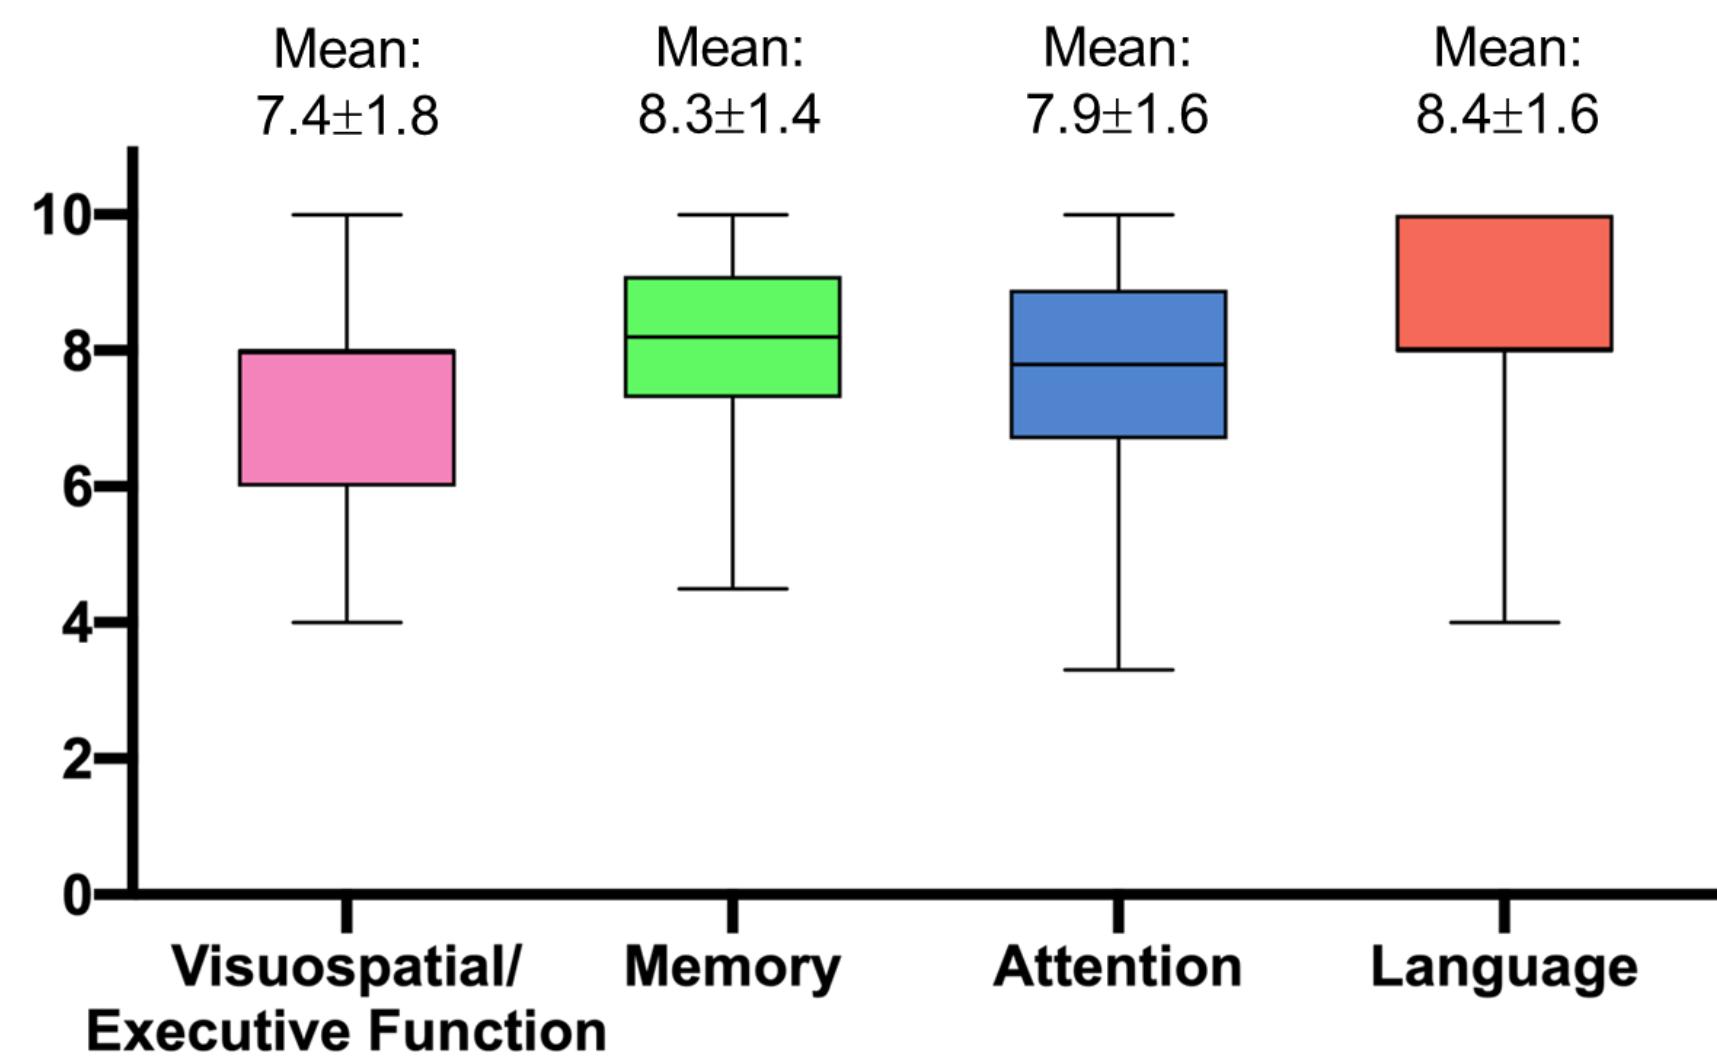 Mean:
7.4±1.8
Mean:
8.3±1.4
Mean:
7.9±1.6
Mean:
8.4±1.6
10
8
6
4
2
0
Visuospatial/
Executive Function
Memory
Attention
Language